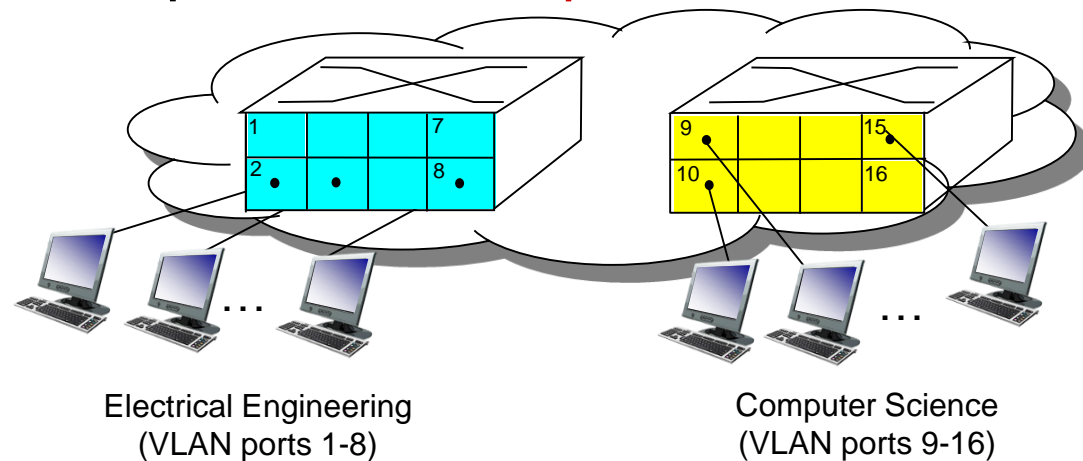 1 7 9 15
2 8 10 16
... ...
Electrical Engineering Computer Science
(VLAN ports 1-8) (VLAN ports 9-16)